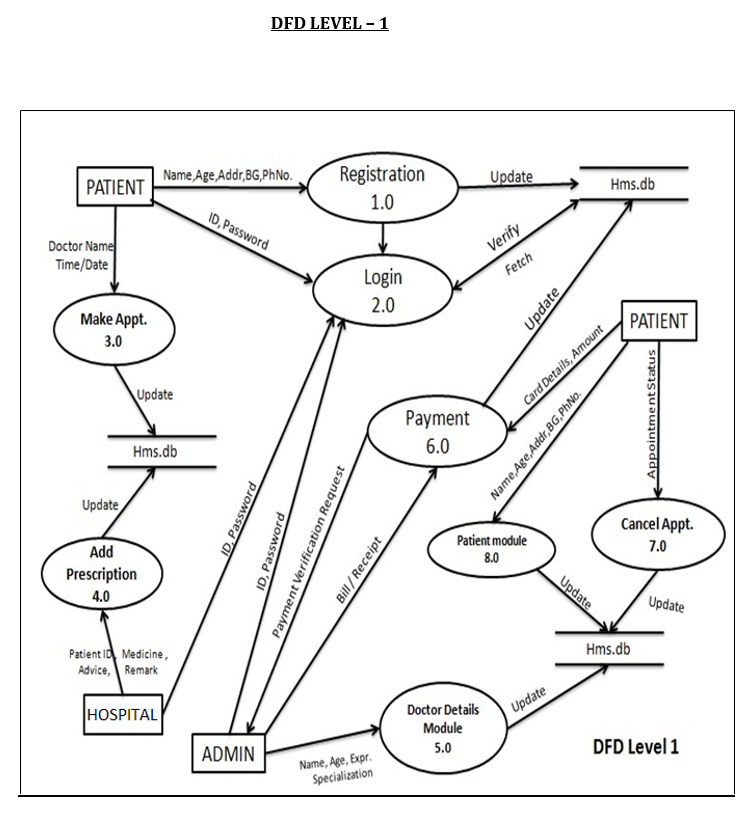 DFD LEVEL – 1
PATIENT
Name,Age,Addr,BG,PhNo.
Registration
1.0
Update
Hms.db
ID,Password
Doctor Name
Time/Date
Login
2.0
Verify
Fetch
Make Appt.
3.0
Update
PATIENT
Update
Card Details, Amount
Name,Age,Addr,BG,PhNo.
Appointment Status
Payment
6.0
Hms.db
Update
ID, Password
ID, Password
Payment Verification Request
Bill / Receipt
Patient module
8.0
Cancel Appt.
7.0
Add
Prescription
4.0
Update
Update
Hms.db
Patient ID, Medicine ,
Advice, Remark
HOSPITAL
ADMIN
Name, Age, Expr.
Specialization
Doctor Details
Module
5.0
Update
DFD Level 1